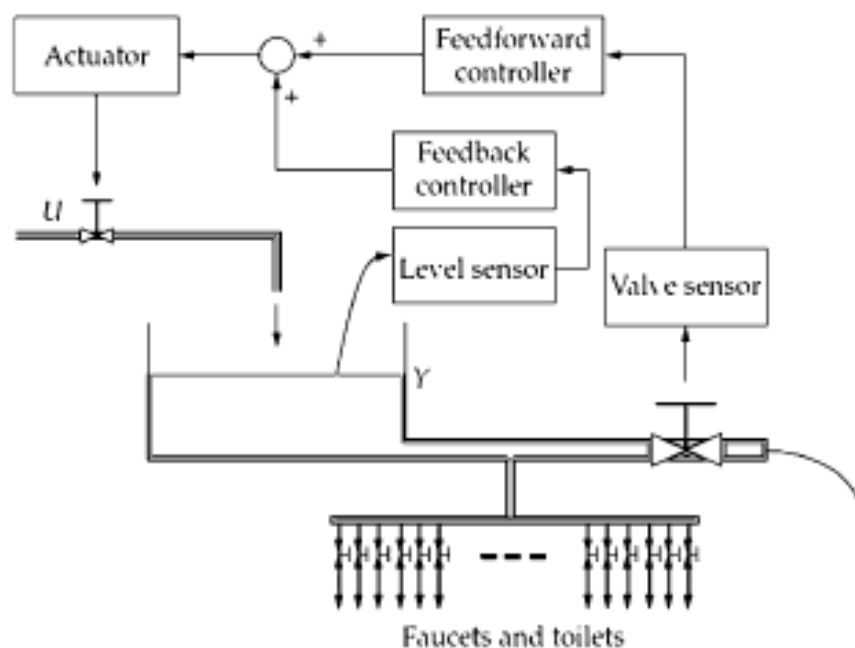 Actuator
+
Feedforward
controller
+
Feedback
controller
U
Level sensor
Valve sensor
Y
Faucets and toilets